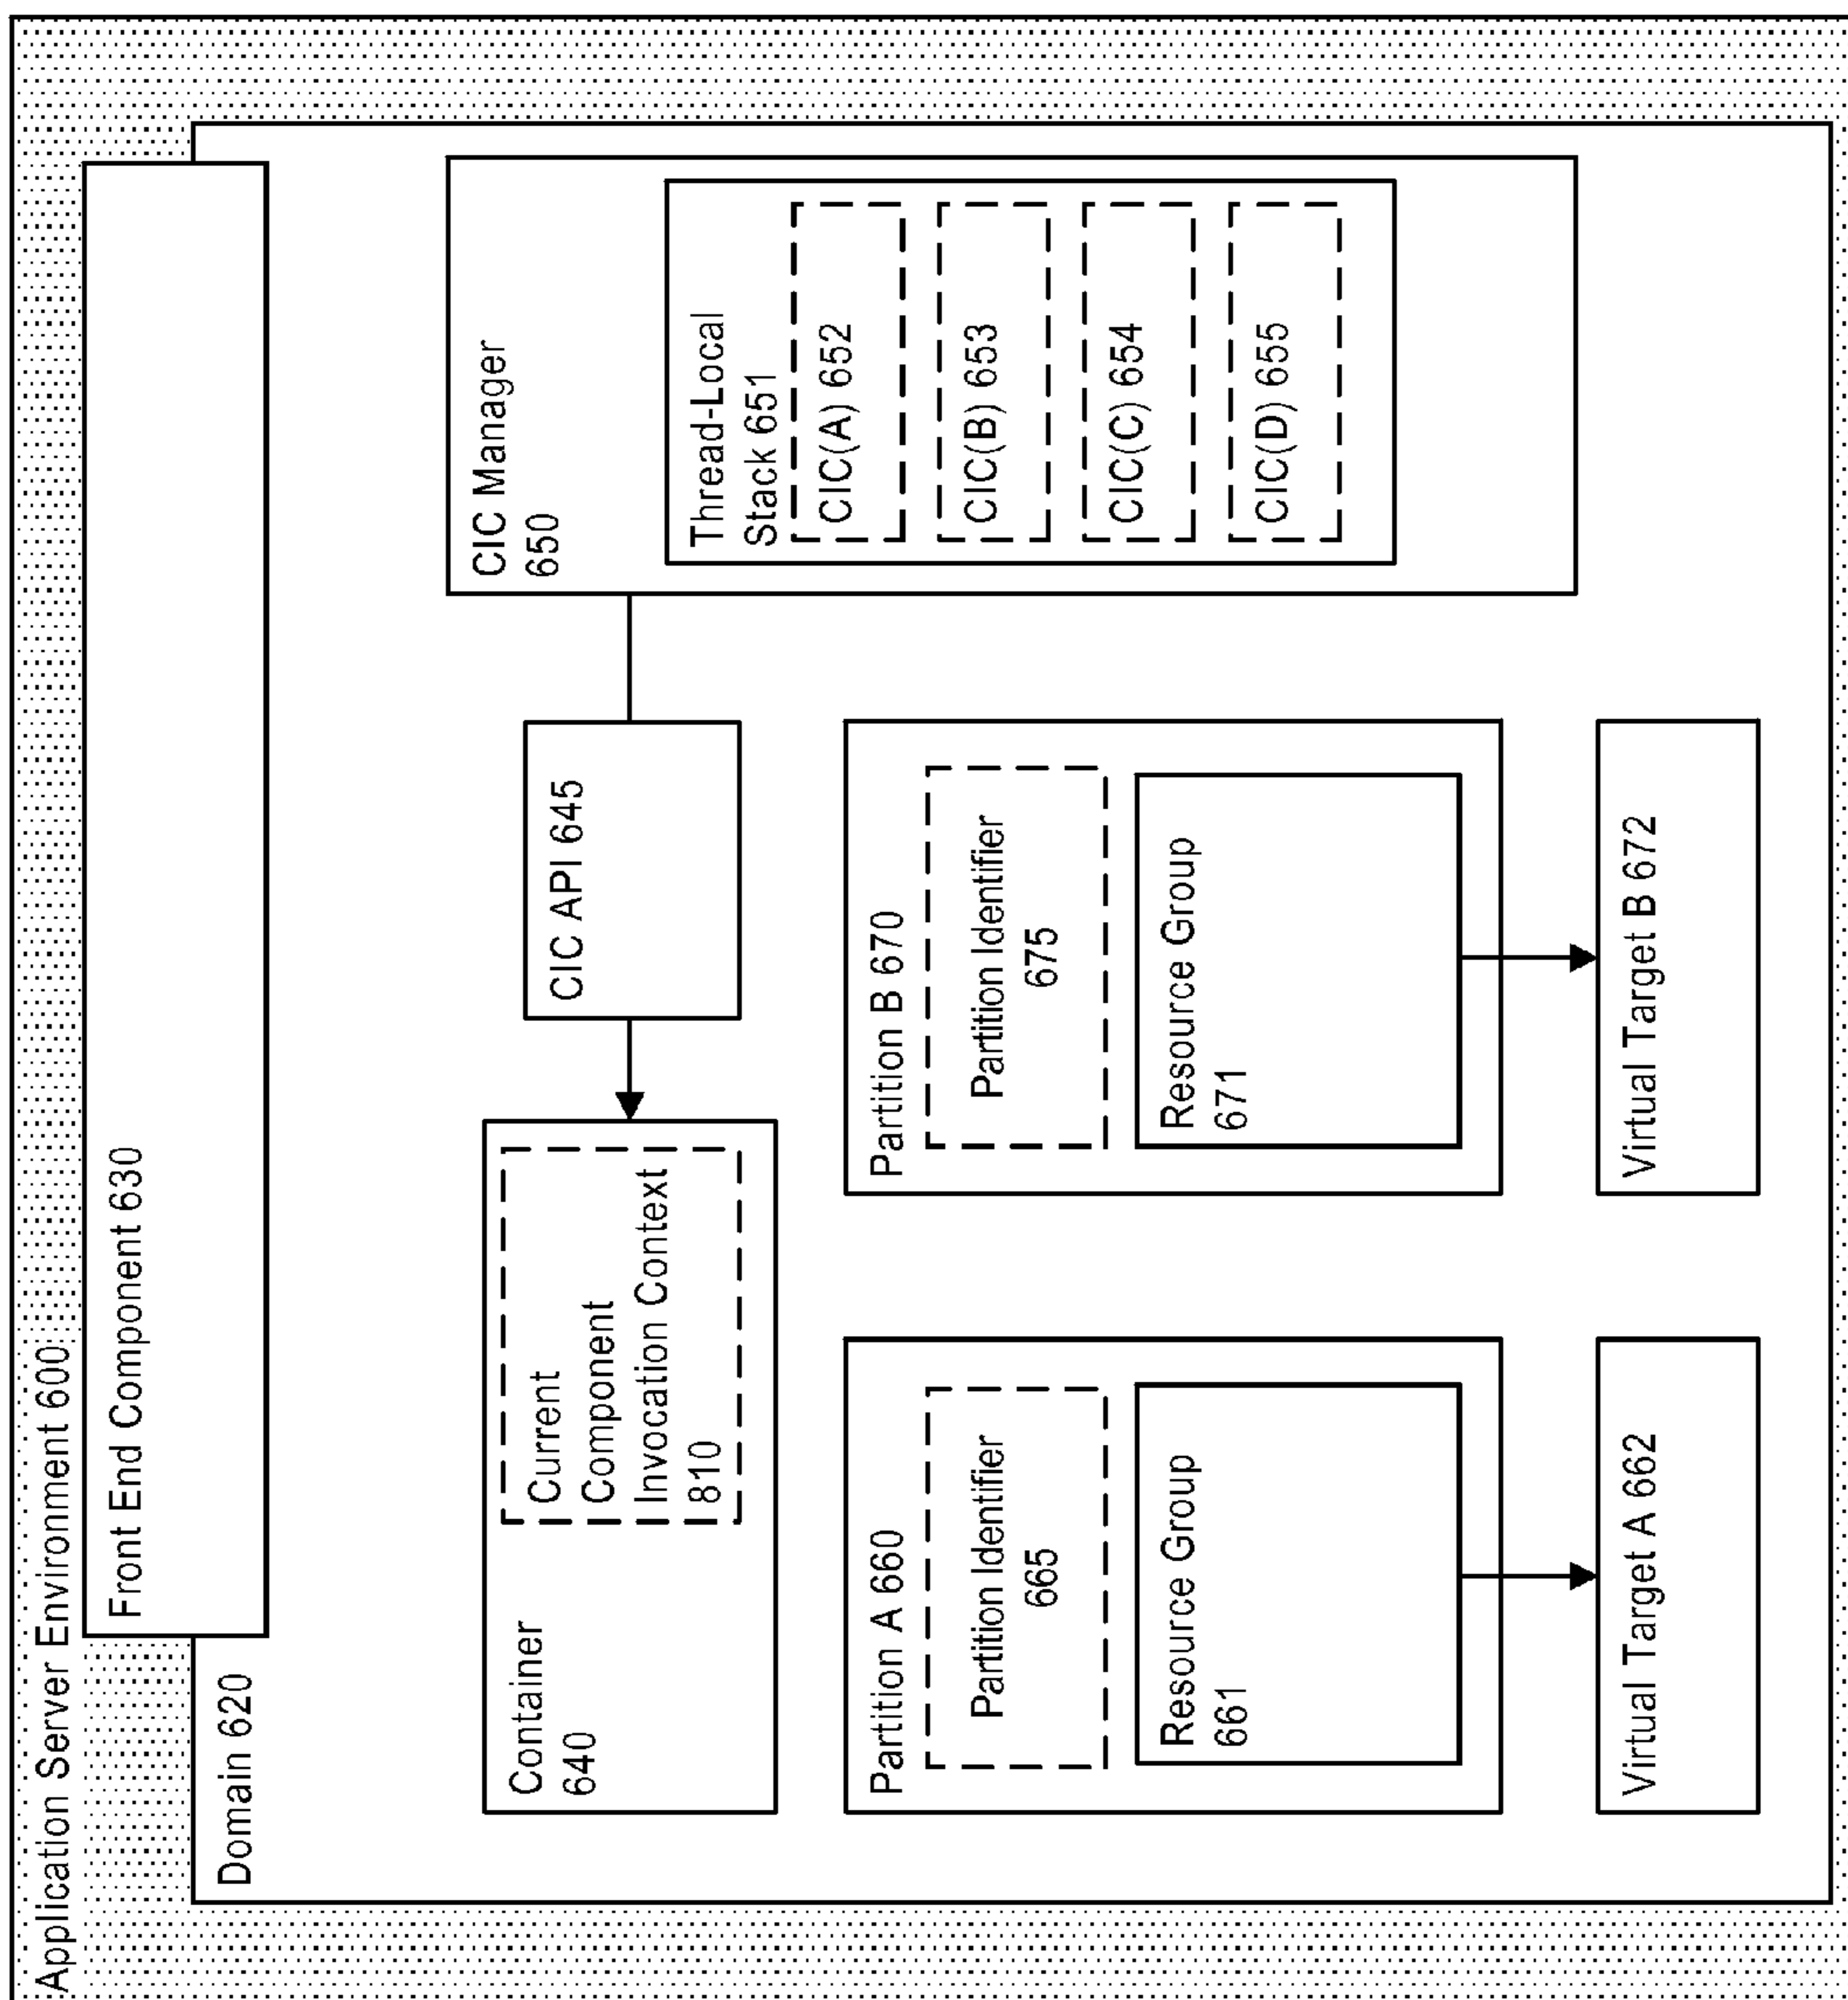 Application Server Environment 600
Front End Component 630
Domain 620
Container
640
Current
Component
Invocation Context
810
CIC API 645
CIC Manager
650
Thread-Local
Stack 651
CIC(A) 652
CIC(B) 653
CIC(C) 654
CIC(D) 655
Partition A 660
Partition Identifier
665
Resource Group
661
Virtual Target A 662
Partition B 670
Partition Identifier
675
Resource Group
671
Virtual Target B 672